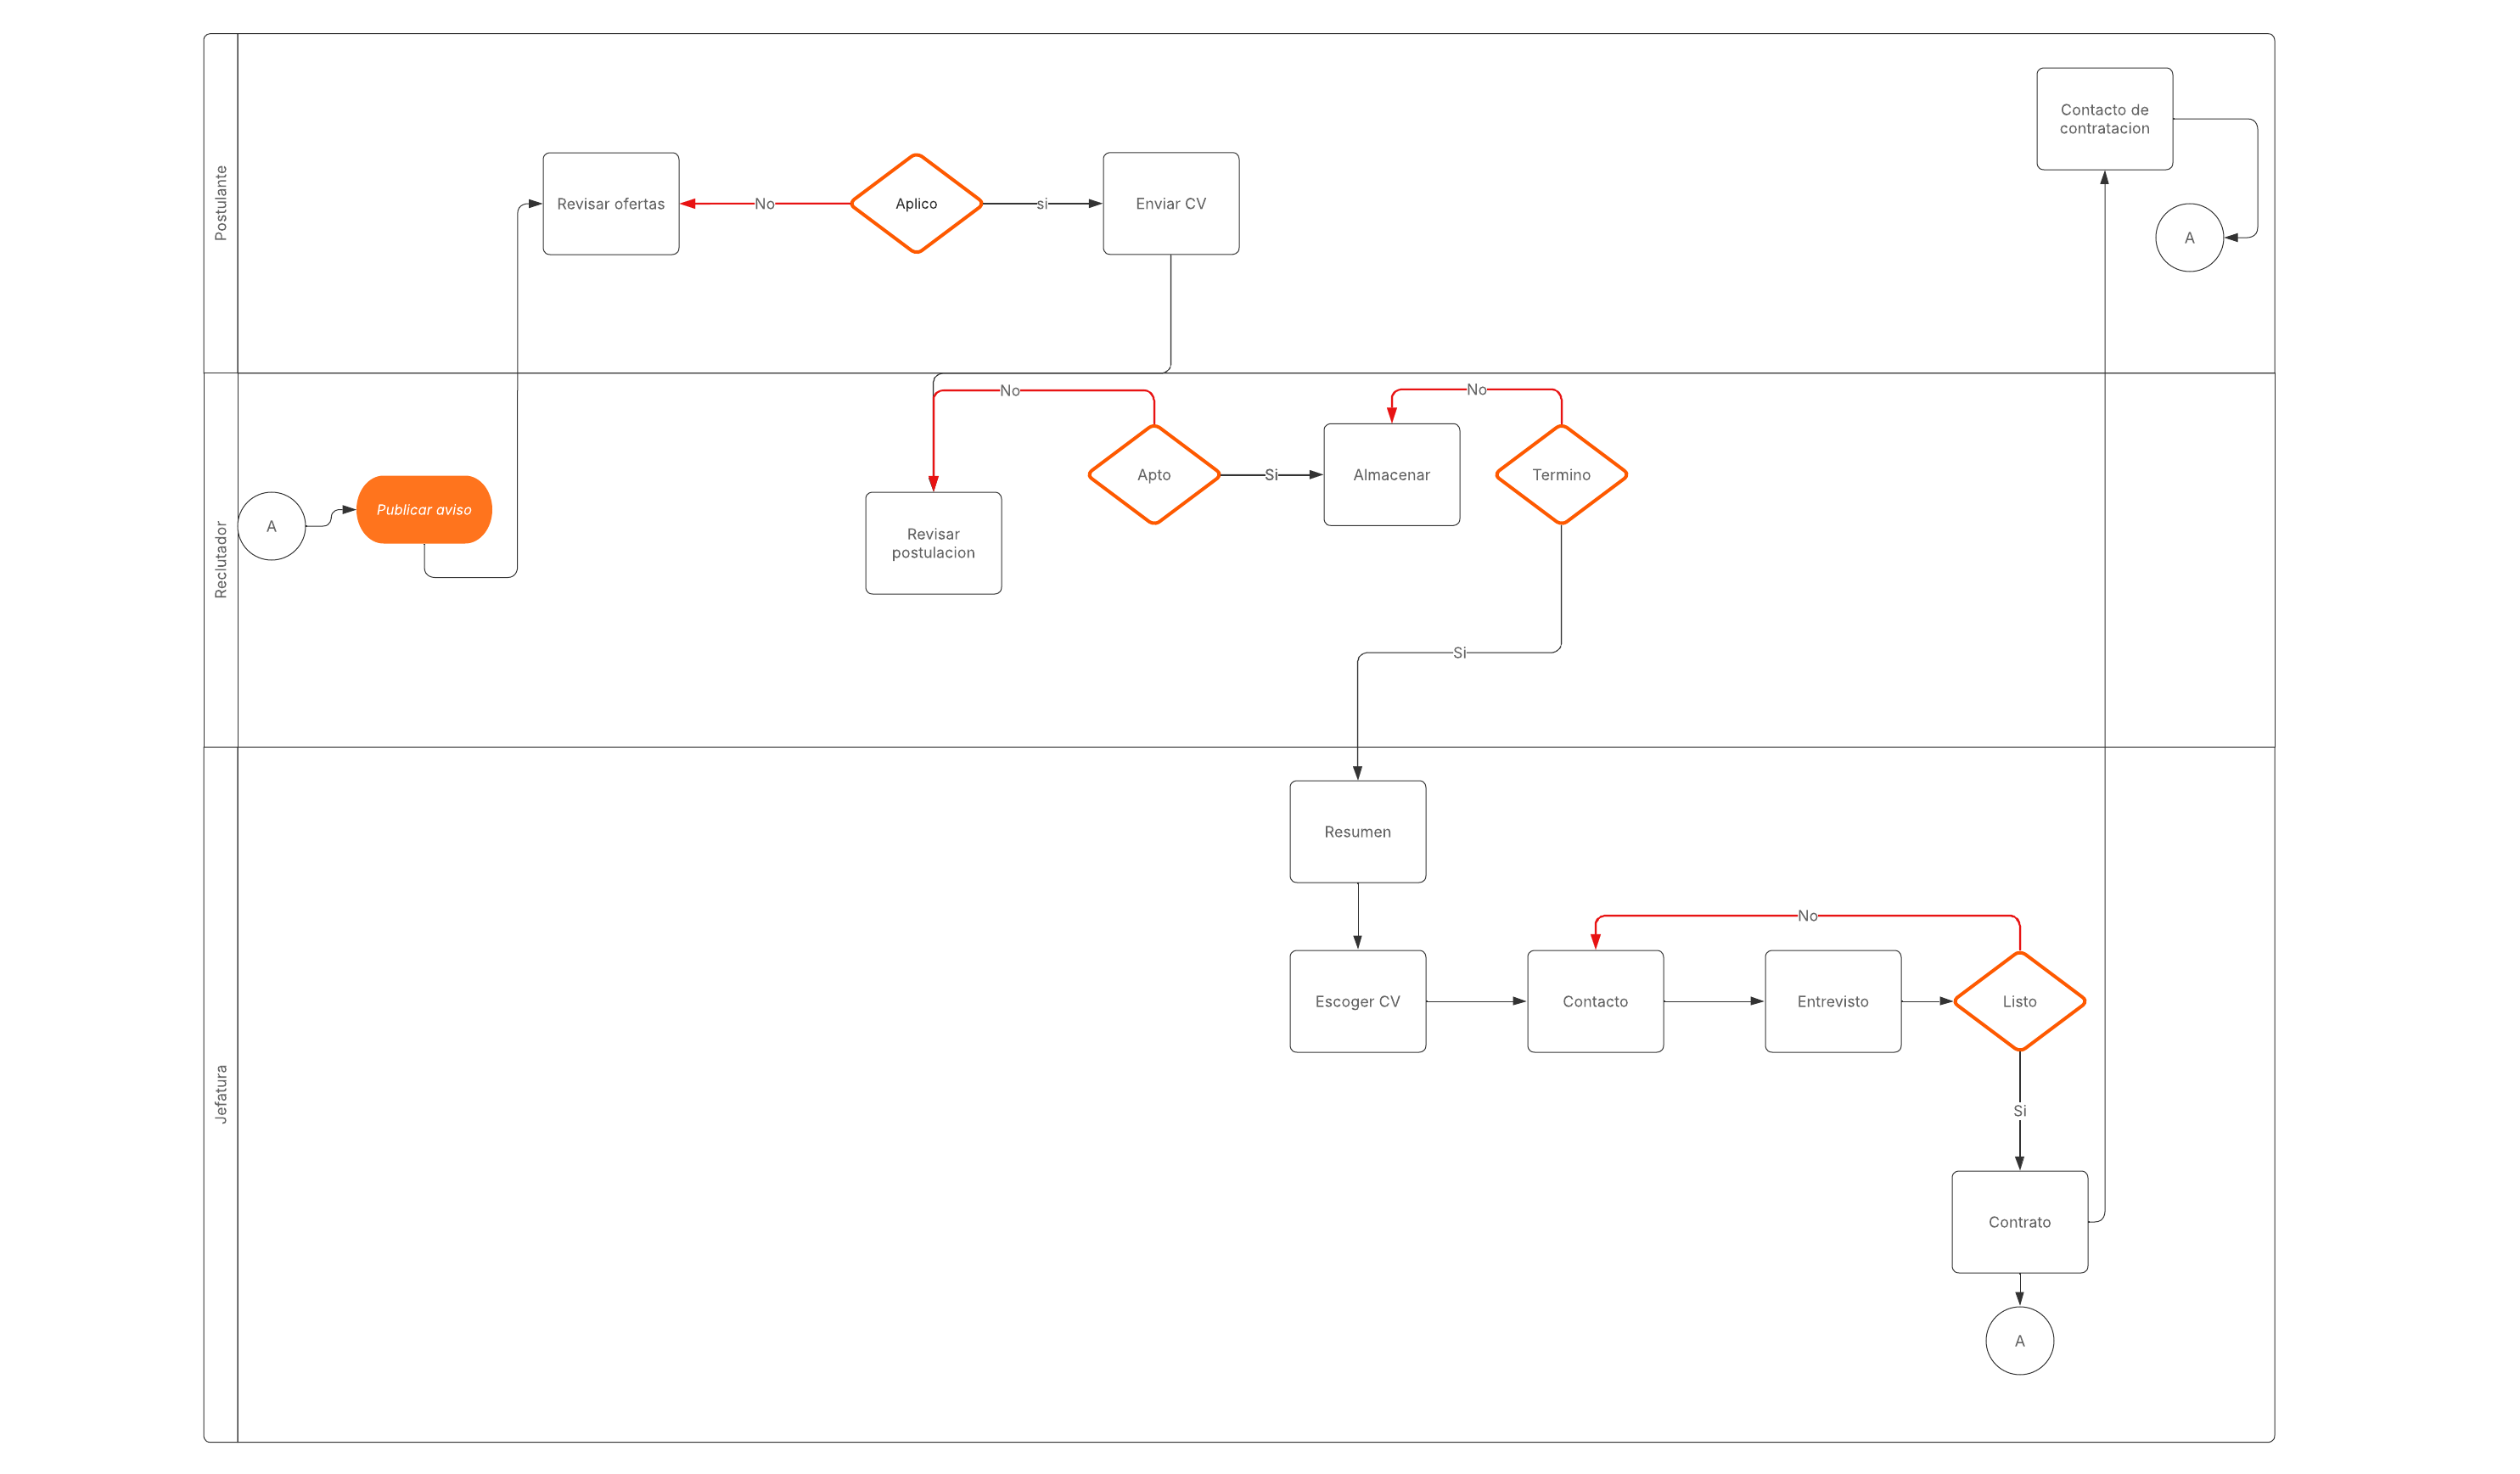 Postulante
Revisar ofertas
No
Aplico
si
Enviar CV
Contacto de
contratacion
A
Reclutador
A
Publicar aviso
No
Revisar
postulacion
Apto
Si
No
Almacenar
Termino
Si
Jefatura
Resumen
No
Escoger CV
Contacto
Entrevisto
Listo
Si
Contrato
A